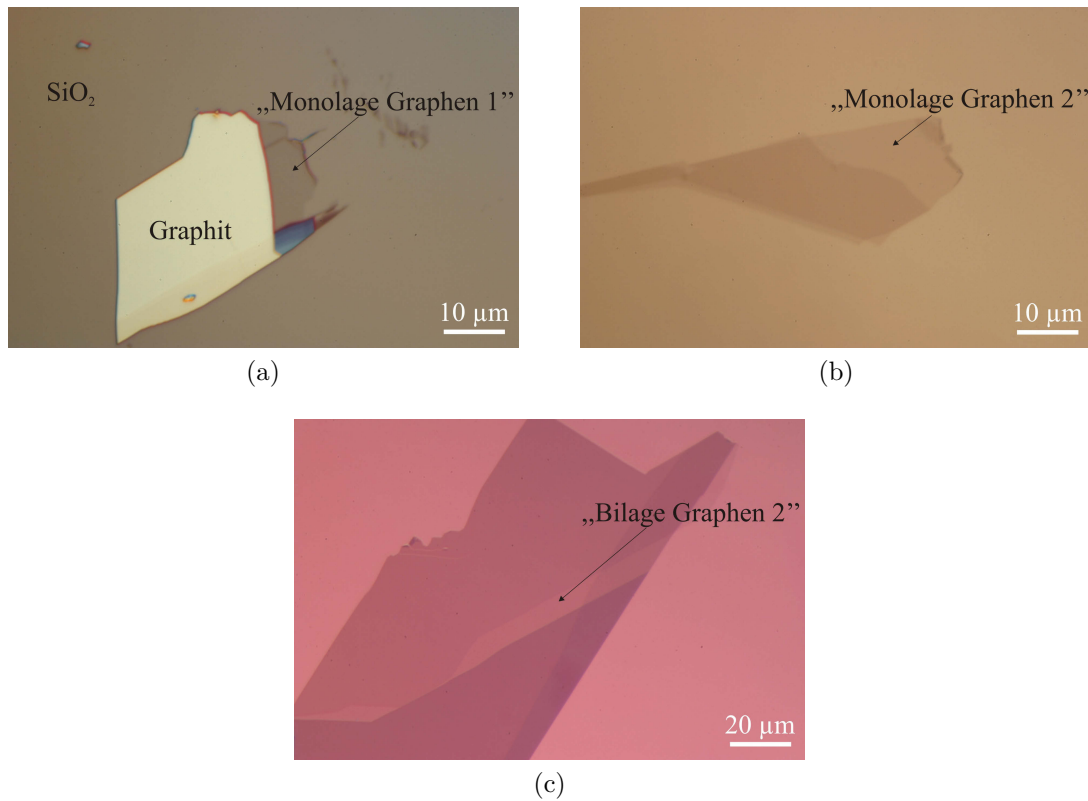 SiO₂
„Monolage Graphen 1”
Graphit
10 µm
(a)
„Monolage Graphen 2”
10 µm
(b)
„Bilage Graphen 2”
20 µm
(c)